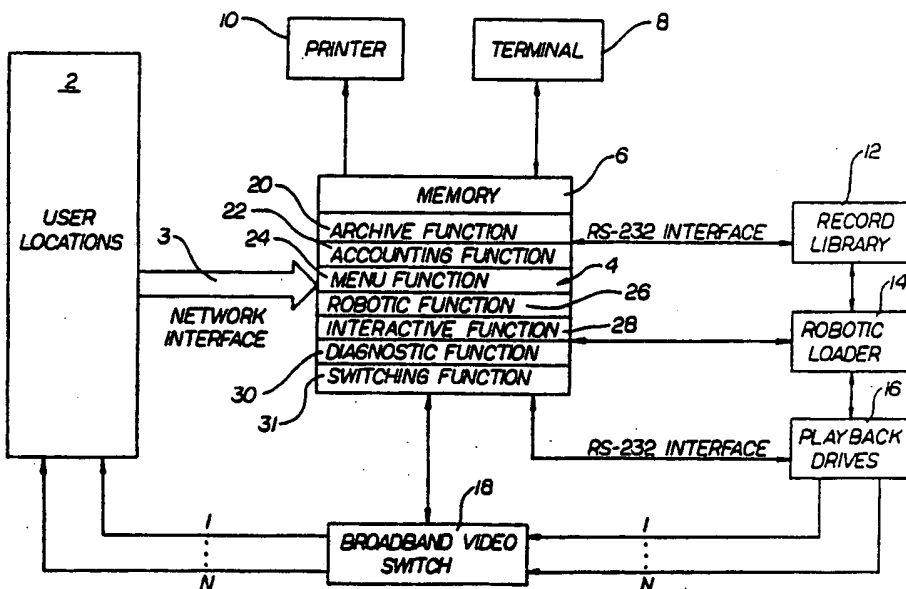 10
PRINTER
TERMINAL
8
2
USER
LOCATIONS
3
NETWORK
INTERFACE
6
MEMORY
20
ARCHIVE FUNCTION
22
ACCOUNTING FUNCTION
24
MENU FUNCTION
4
ROBOTIC FUNCTION
26
INTERACTIVE FUNCTION
28
DIAGNOSTIC FUNCTION
30
SWITCHING FUNCTION
31
RS-232 INTERFACE
12
RECORD
LIBRARY
14
ROBOTIC
LOADER
16
PLAYBACK
DRIVES
RS-232 INTERFACE
18
BROADBAND VIDEO
SWITCH
1
N
1
N